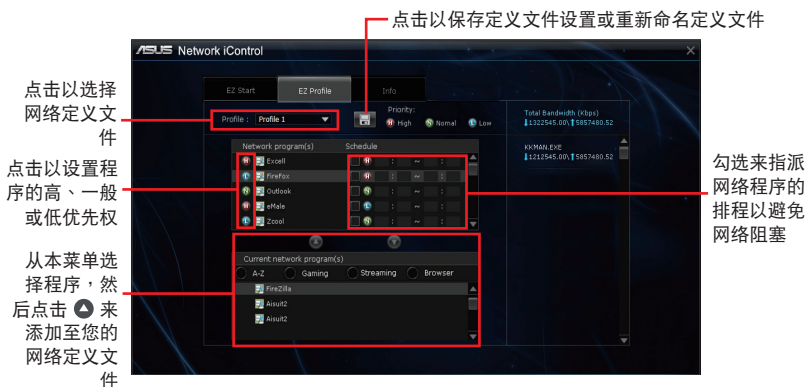 点击以保存定义文件设置或重新命名定义文件
ASUS Network iControl
点击以选择
网络定义文
件
点击以设置程
序的高、一般
或低优先权
从本菜单选
择程序，然
后点击 来
添加至您的
网络定义文
件
EZ Start
EZ Profile
Info
Profile : Profile 1
Priority:
H High N Nomal L Low
Network program(s) Schedule
H Excell H : ~ :
L FireFox H : ~ :
N Outlook N : ~ :
H eMale L : ~ :
L Zcool N : ~ :
Current network program(s)
A-Z Gaming Streaming Browser
FireZilla
Aisuit2
Aisuit2
Total Bandwidth (Kbps)
1322545.00\ 5857480.52
KKMAN.EXE
1212545.00\ 5857480.52
勾选来指派
网络程序的
排程以避免
网络阻塞